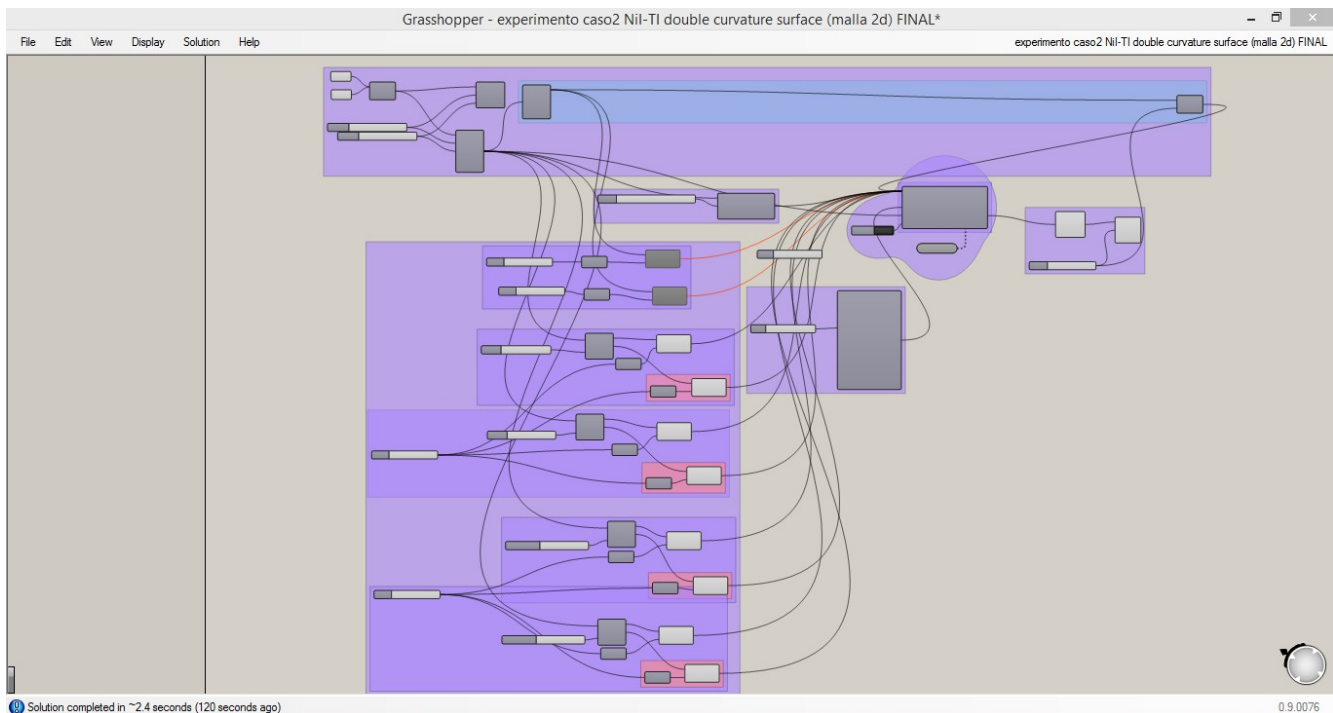 Grasshopper - experimento caso2 NiI-TI double curvature surface (malla 2d) FINAL*
File Edit View Display Solution Help
experimento caso2 NiI-TI double curvature surface (malla 2d) FINAL
Solution completed in ~2.4 seconds (120 seconds ago)
0.9.0076